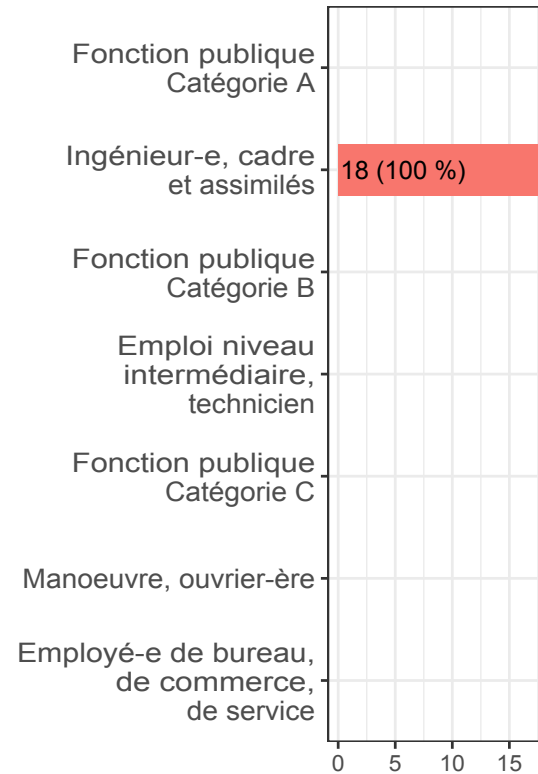 Fonction publique
Catégorie A
Ingénieur-e, cadre
et assimilés
18 (100 %)
Fonction publique
Catégorie B
Emploi niveau
intermédiaire,
technicien
Fonction publique
Catégorie C
Manoeuvre, ouvrier-ère
Employé-e de bureau,
de commerce,
de service
0 5 10 15